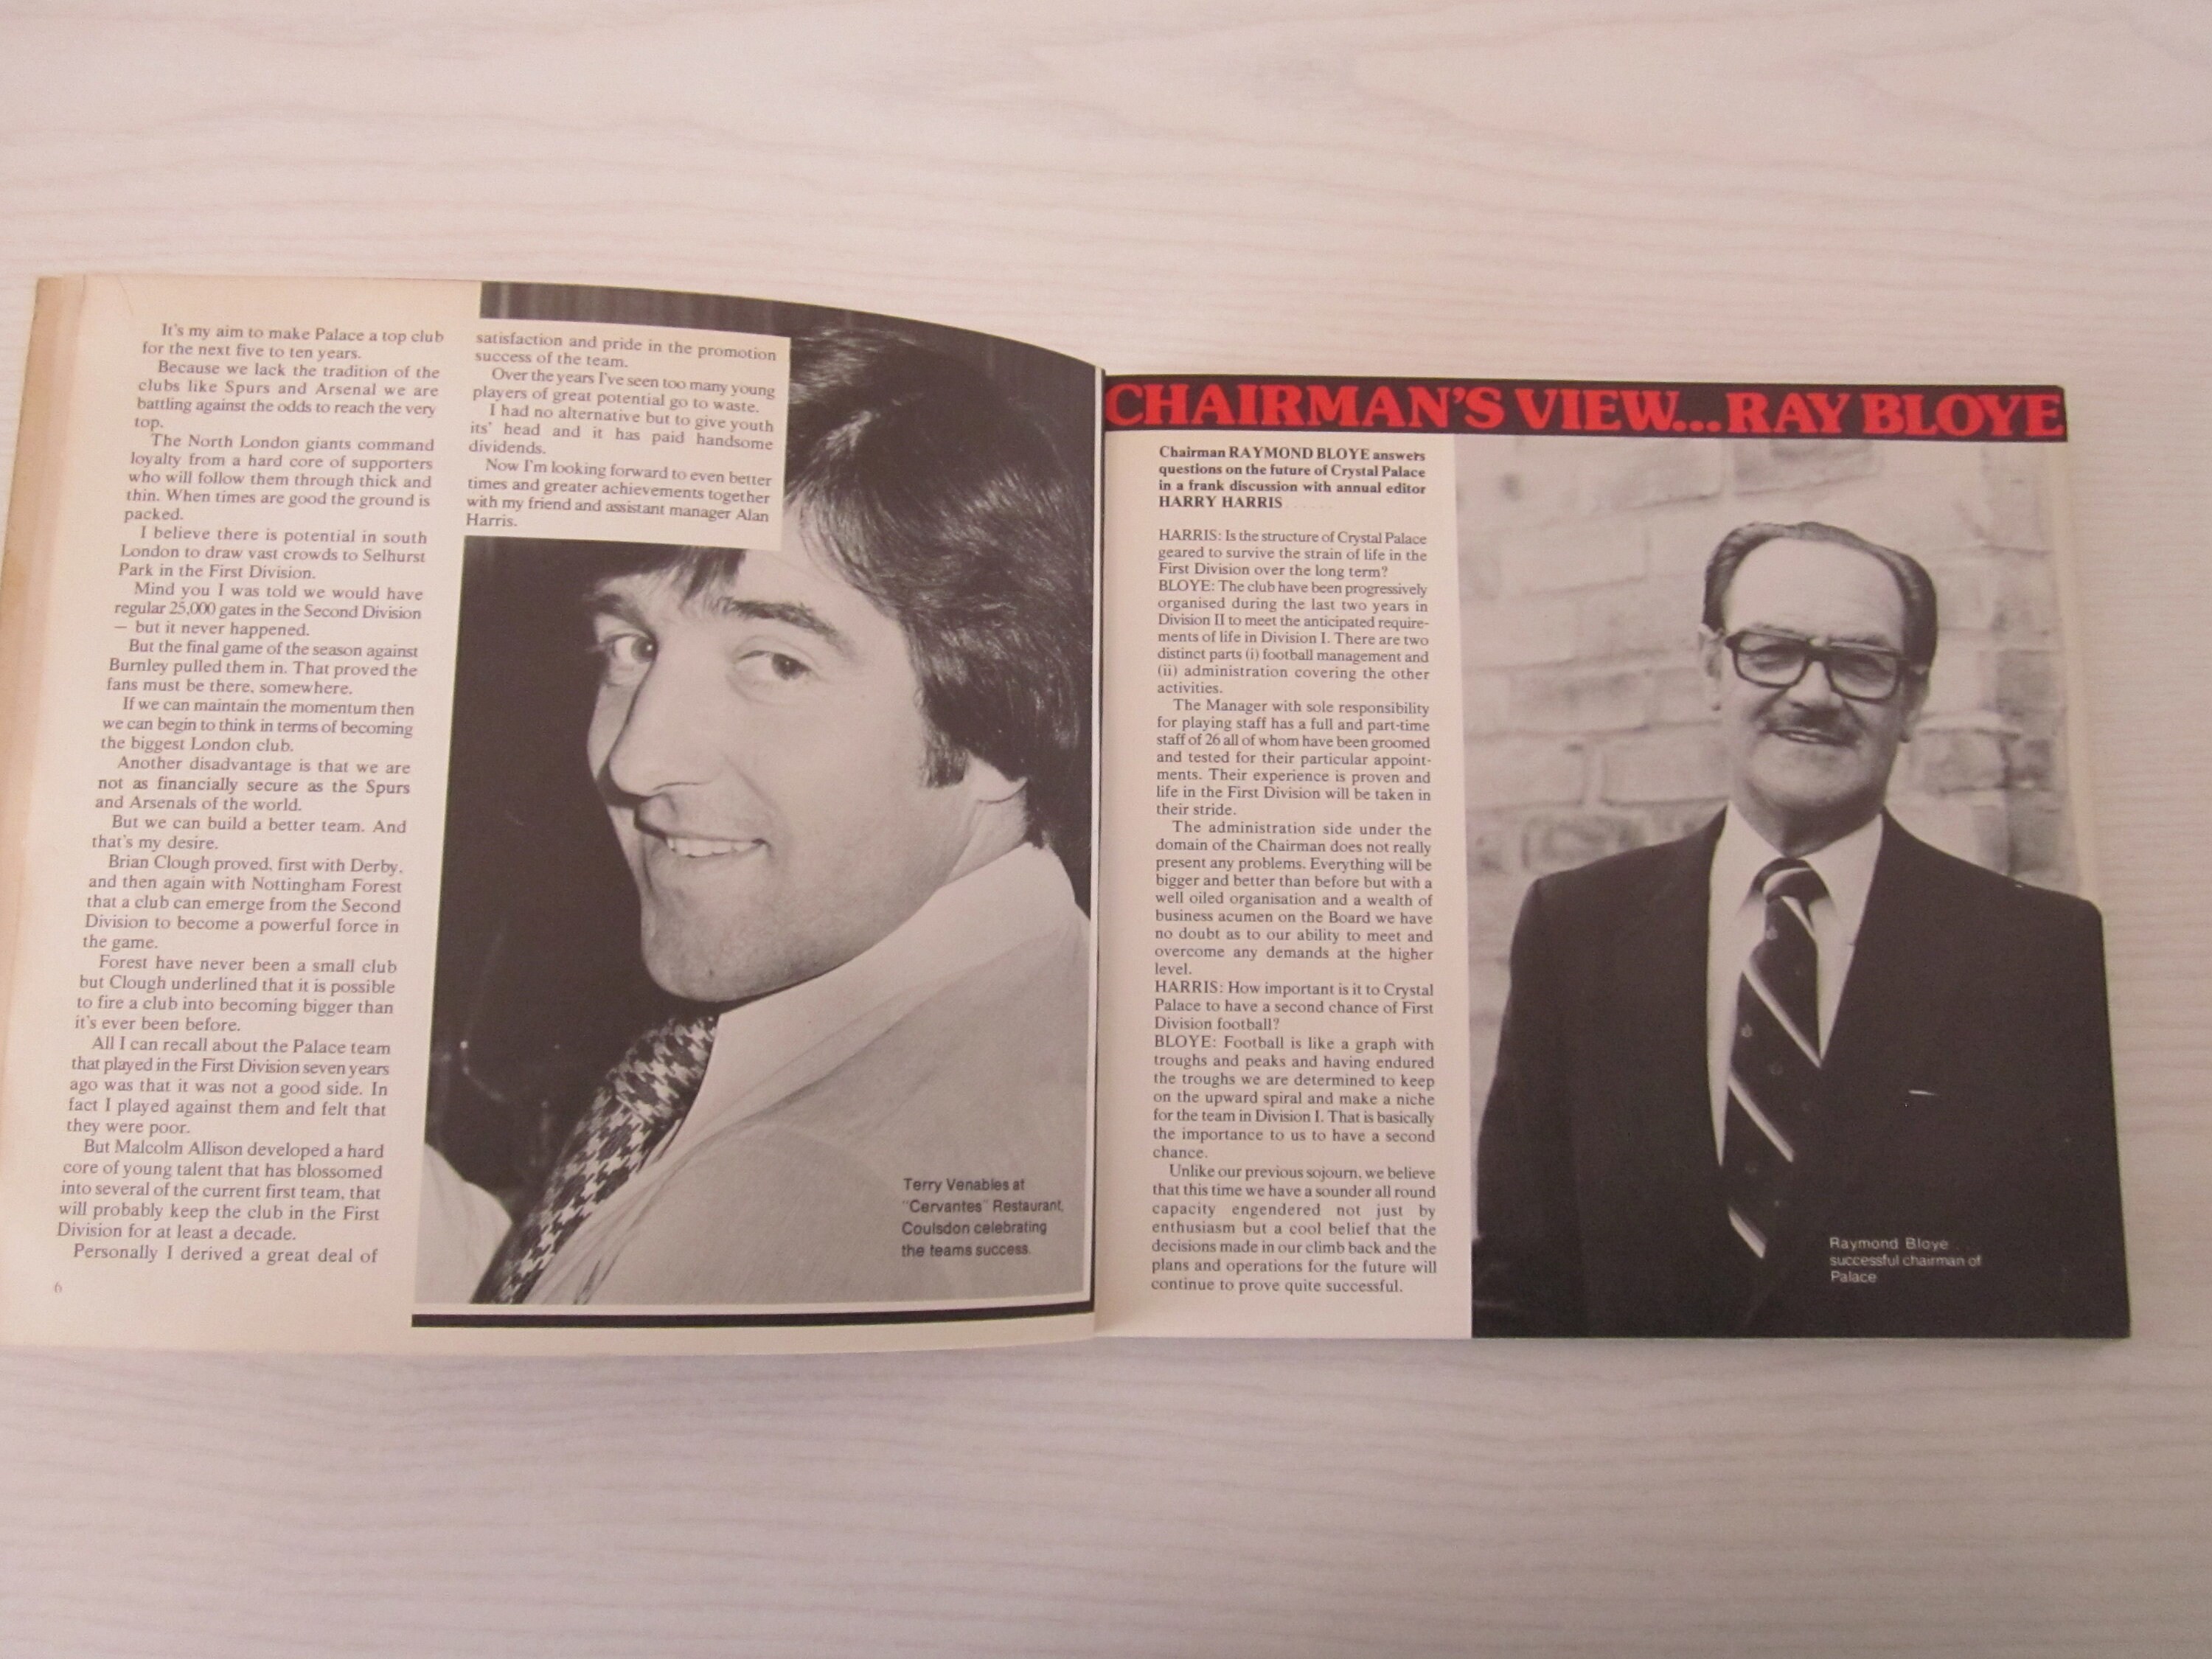 It's my aim to make Palace a top club
for the next five to ten years.
Because we lack the tradition of the
clubs like Spurs and Arsenal we are
battling against the odds to reach the very
top.
The North London giants command
loyalty from a hard core of supporters
who will follow them through thick and
thin. When times are good the ground is
packed.
I believe there is potential in south
London to draw vast crowds to Selhurst
Park in the First Division.
Mind you I was told we would have
regular 25,000 gates in the Second Division
— but it never happened.
But the final game of the season against
Burnley pulled them in. That proved the
fans must be there, somewhere.
If we can maintain the momentum then
we can begin to think in terms of becoming
the biggest London club.
Another disadvantage is that we are
not as financially secure as the Spurs
and Arsenals of the world.
But we can build a better team. And
that's my desire.
Brian Clough proved, first with Derby,
and then again with Nottingham Forest
that a club can emerge from the Second
Division to become a powerful force in
the game.
Forest have never been a small club
but Clough underlined that it is possible
to fire a club into becoming bigger than
it's ever been before.
All I can recall about the Palace team
that played in the First Division seven years
ago was that it was not a good side. In
fact I played against them and felt that
they were poor.
But Malcolm Allison developed a hard
core of young talent that has blossomed
into several of the current first team, that
will probably keep the club in the First
Division for at least a decade.
Personally I derived a great deal of
6
satisfaction and pride in the promotion
success of the team.
Over the years I've seen too many young
players of great potential go to waste.
I had no alternative but to give youth
its' head and it has paid handsome
dividends.
Now I'm looking forward to even better
times and greater achievements together
with my friend and assistant manager Alan
Harris.
Terry Venables at
"Cervantes" Restaurant,
Coulsdon celebrating
the teams success.
CHAIRMAN'S VIEW...RAY BLOYE
Chairman RAYMOND BLOYE answers
questions on the future of Crystal Palace
in a frank discussion with annual editor
HARRY HARRIS ......
HARRIS: Is the structure of Crystal Palace
geared to survive the strain of life in the
First Division over the long term?
BLOYE: The club have been progressively
organised during the last two years in
Division II to meet the anticipated require-
ments of life in Division I. There are two
distinct parts (i) football management and
(ii) administration covering the other
activities.
The Manager with sole responsibility
for playing staff has a full and part-time
staff of 26 all of whom have been groomed
and tested for their particular appoint-
ments. Their experience is proven and
life in the First Division will be taken in
their stride.
The administration side under the
domain of the Chairman does not really
present any problems. Everything will be
bigger and better than before but with a
well oiled organisation and a wealth of
business acumen on the Board we have
no doubt as to our ability to meet and
overcome any demands at the higher
level.
HARRIS: How important is it to Crystal
Palace to have a second chance of First
Division football?
BLOYE: Football is like a graph with
troughs and peaks and having endured
the troughs we are determined to keep
on the upward spiral and make a niche
for the team in Division I. That is basically
the importance to us to have a second
chance.
Unlike our previous sojourn, we believe
that this time we have a sounder all round
capacity engendered not just by
enthusiasm but a cool belief that the
decisions made in our climb back and the
plans and operations for the future will
continue to prove quite successful.
Raymond Bloye . . .
successful chairman of
Palace